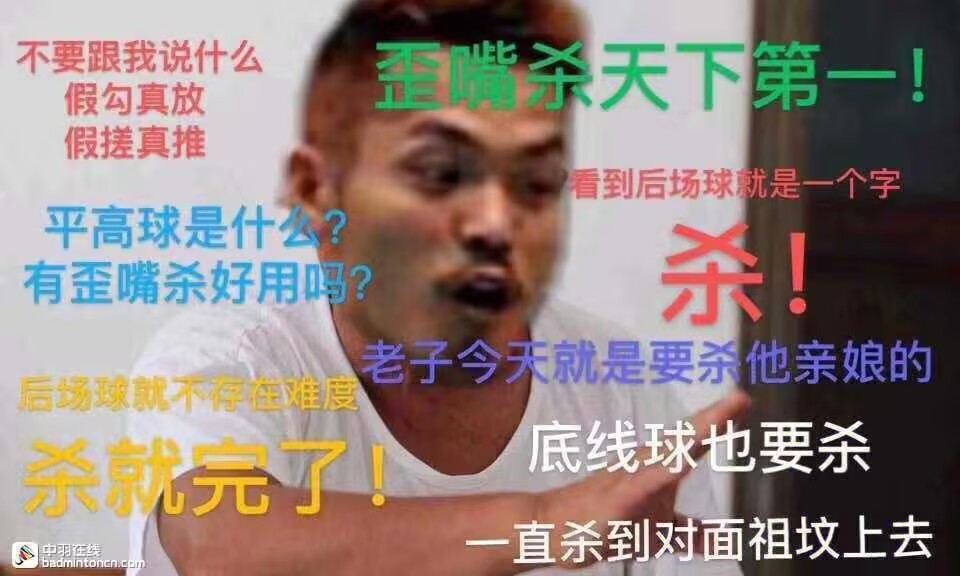 不要跟我说什么
假勾真放
假搓真推
歪嘴杀天下第一！
看到后场球就是一个字
杀！
平高球是什么？
有歪嘴杀好用吗？
老子今天就是要杀他亲娘的
后场球就不存在难度
杀就完了！
底线球也要杀
一直杀到对面祖坟上去
中羽在线
badmintoncn.com